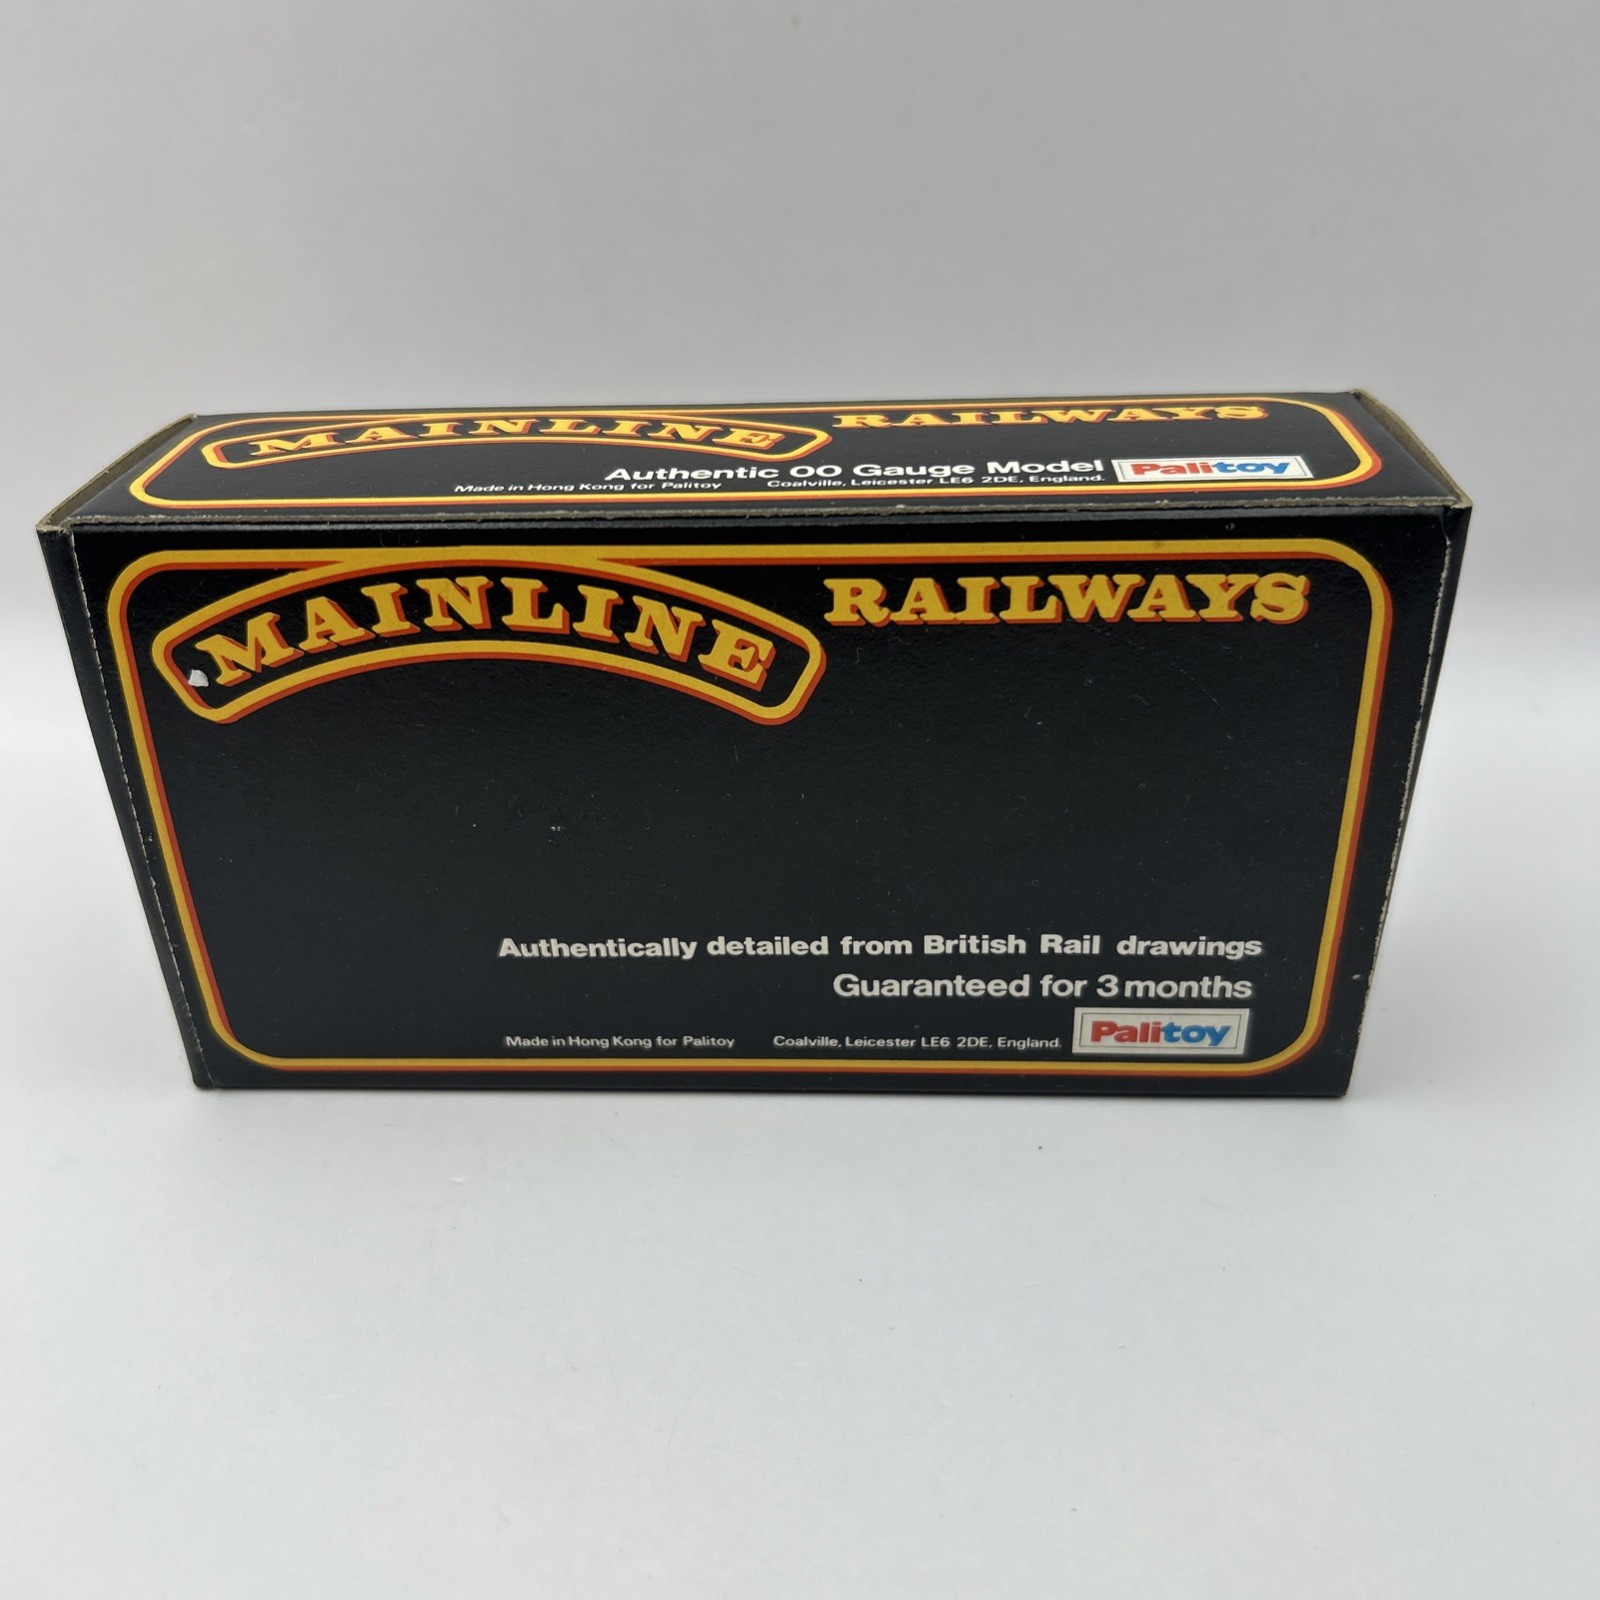 MAINLINE RAILWAYS
Authentic OO Gauge Model Palitoy
Made in Hong Kong for Palitoy Coalville, Leicester LE6 2DE, England.
MAINLINE RAILWAYS
Authentically detailed from British Rail drawings
Guaranteed for 3 months
Made in Hong Kong for Palitoy Coalville, Leicester LE6 2DE, England. Palitoy